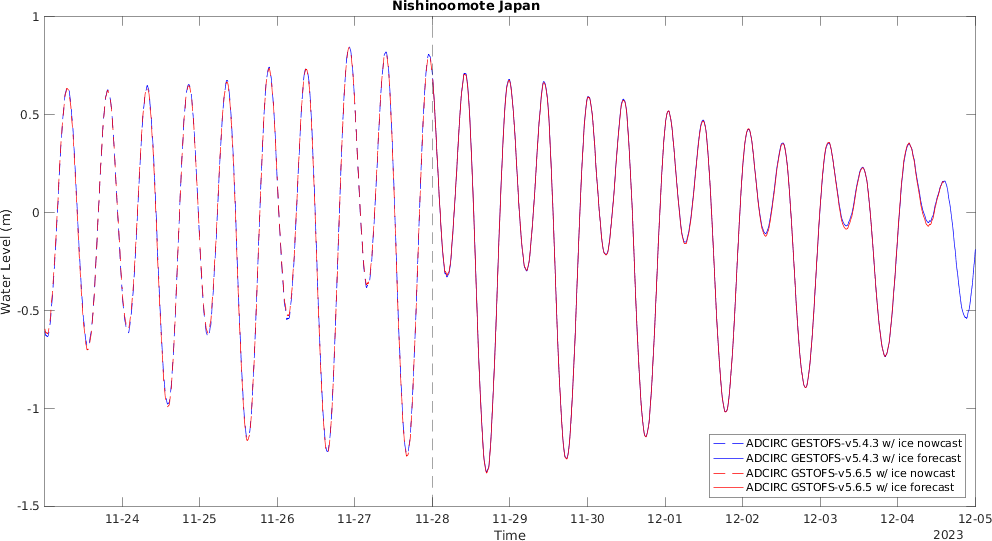 Nishinoomote Japan
1
0.5
0
-0.5
-1
-1.5
Water Level (m)
11-24 11-25 11-26 11-27 11-28 11-29 11-30 12-01 12-02 12-03 12-04 12-05
Time
2023
ADCIRC GESTOFS-v5.4.3 w/ ice nowcast
ADCIRC GESTOFS-v5.4.3 w/ ice forecast
ADCIRC GSTOFS-v5.6.5 w/ ice nowcast
ADCIRC GSTOFS-v5.6.5 w/ ice forecast